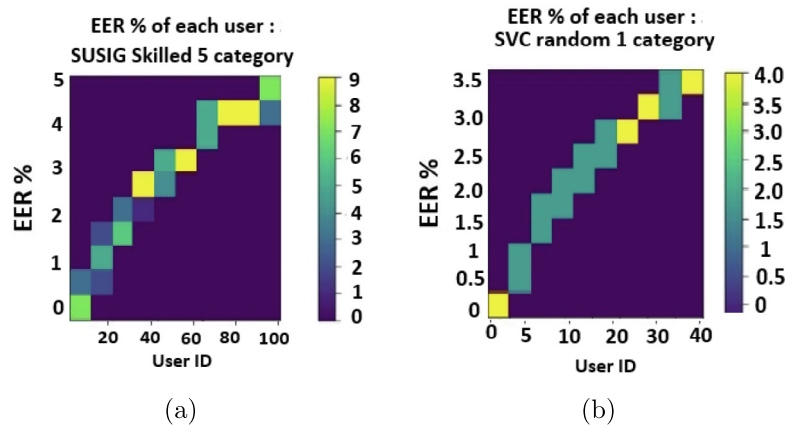 EER % of each user :
SUSIG Skilled 5 category
5
4
3
2
1
0
EER %
20 40 60 80 100
User ID
9
8
7
6
5
4
3
2
1
0
(a)
EER % of each user :
SVC random 1 category
3.5
3.0
2.5
2.0
1.5
1
0.5
0
EER %
0 5 10 20 30 40
User ID
4.0
3.5
3.0
2.5
2.0
1.5
1
0.5
0
(b)